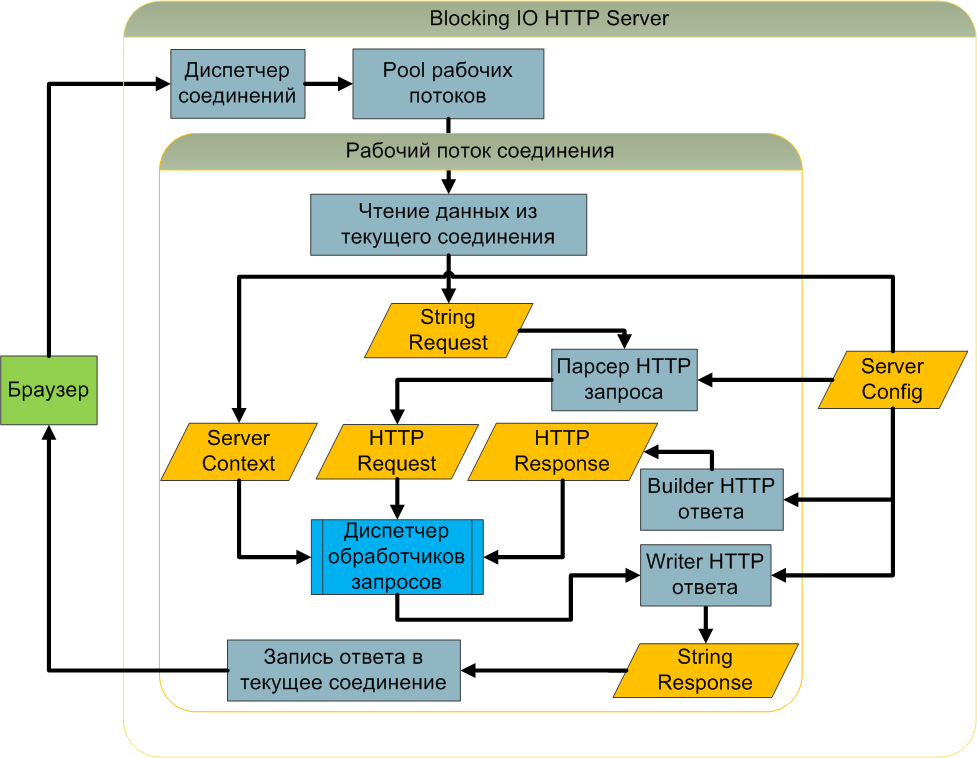 Blocking IO HTTP Server
Диспетчер
соединений
Pool рабочих
потоков
Рабочий поток соединения
Чтение данных из
текущего соединения
String
Request
Парсер HTTP
запроса
Server
Config
Браузер
Server
Context
HTTP
Request
HTTP
Response
Builder HTTP
ответа
Диспетчер
обработчиков
запросов
Writer HTTP
ответа
Запись ответа в
текущее соединение
String
Response